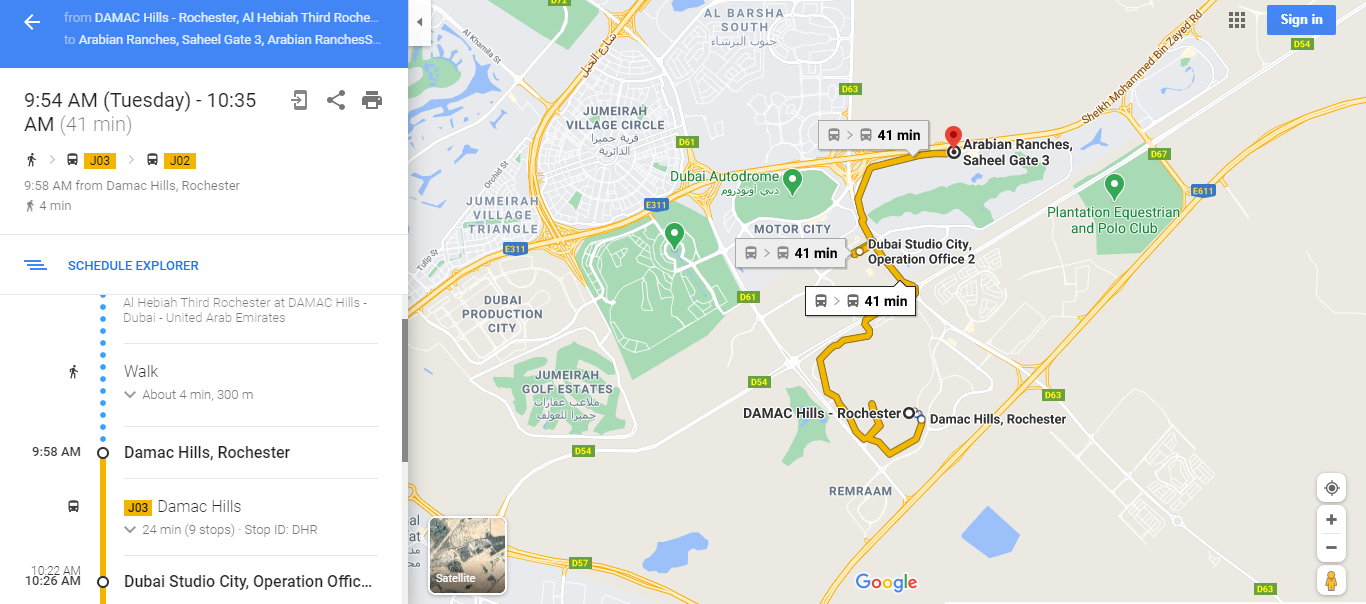 from DAMAC Hills - Rochester, Al Hebiah Third Roche...
to Arabian Ranches, Saheel Gate 3, Arabian RanchesS...
9:54 AM (Tuesday) - 10:35
AM (41 min)
J03
J02
9:58 AM from Damac Hills, Rochester
4 min
SCHEDULE EXPLORER
Al Hebiah Third Rochester at DAMAC Hills -
Dubai - United Arab Emirates
Walk
About 4 min, 300 m
9:58 AM
Damac Hills, Rochester
J03 Damac Hills
24 min (9 stops) · Stop ID: DHR
10:22 AM
10:26 AM
Dubai Studio City, Operation Offic...
Sign in
D72
AL BARSHA
SOUTH
جنوب البرشاء
D54
Al Khamila St
شارع الخيل
Sheikh Mohammed Bin Zayed Rd
D63
JUMEIRAH
VILLAGE CIRCLE
قرية جميرا
الدائرية
D61
41 min
Arabian Ranches,
Saheel Gate 3
D67
Orchid St
Dubai Autodrome
دبي أوتودروم
E611
JUMEIRAH
VILLAGE
TRIANGLE
E311
Plantation Equestrian
and Polo Club
MOTOR CITY
E311
Tulip St
41 min
Dubai Studio City,
Operation Office 2
DUBAI
PRODUCTION
CITY
D61
41 min
JUMEIRAH
GOLF ESTATES
ملاعب عقارات
جميرا للغولف
D54
D63
DAMAC Hills - Rochester
Damac Hills, Rochester
D54
REMRAAM
Satellite
D57
Google
D63